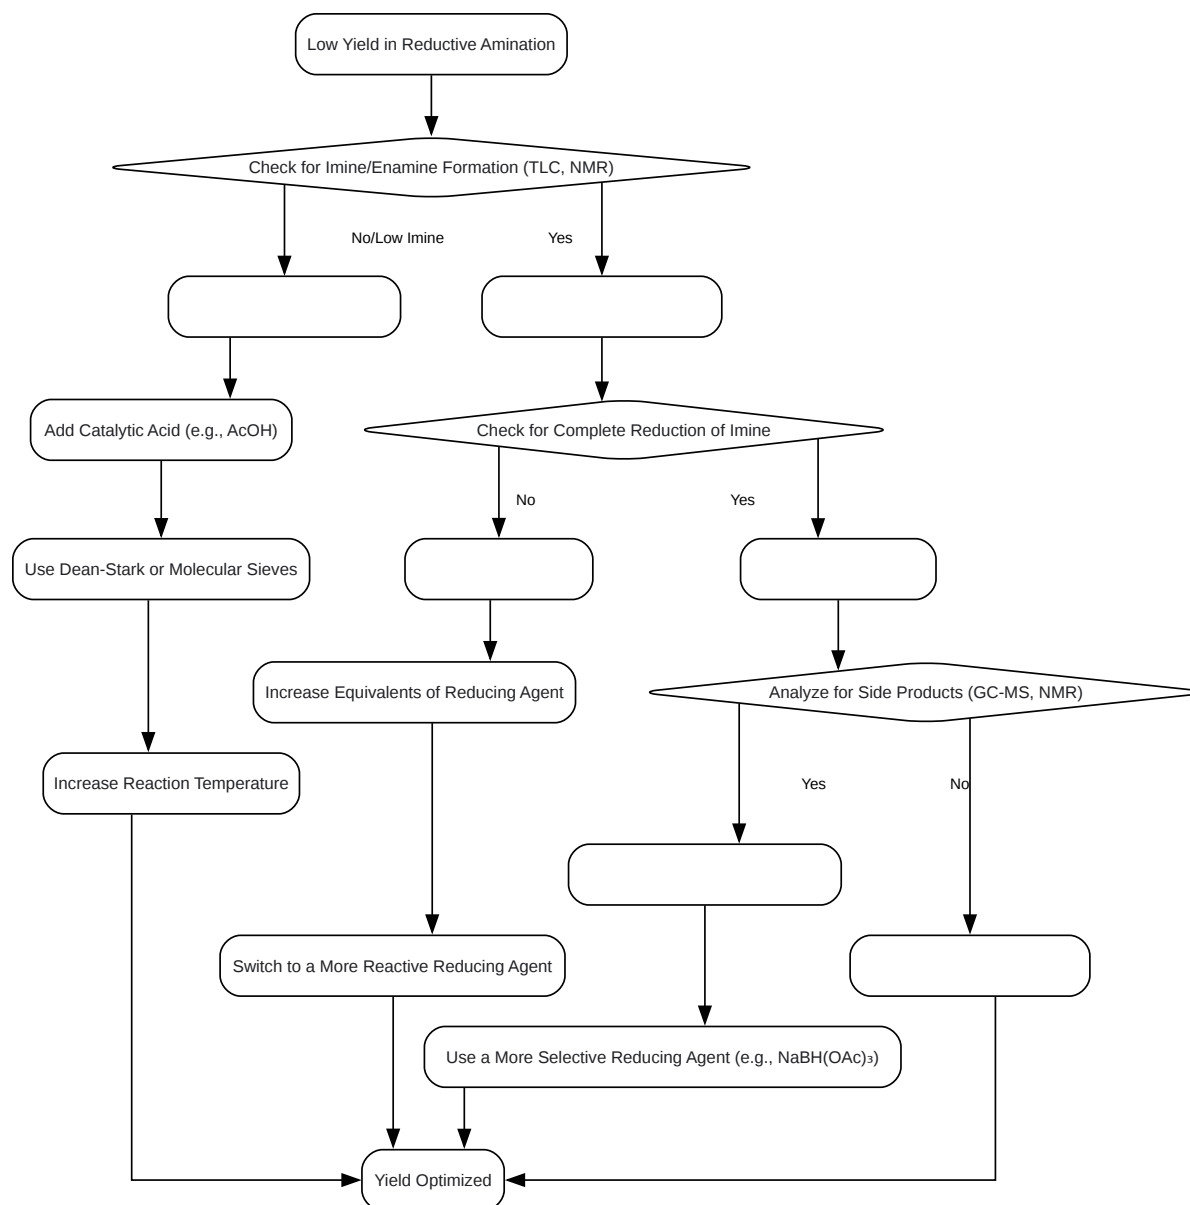 Low Yield in Reductive Amination
Check for Imine/Enamine Formation (TLC, NMR)
No/Low Imine
Yes
Add Catalytic Acid (e.g., AcOH)
Check for Complete Reduction of Imine
No
Yes
Use Dean-Stark or Molecular Sieves
Increase Equivalents of Reducing Agent
Analyze for Side Products (GC-MS, NMR)
Increase Reaction Temperature
Yes
No
Switch to a More Reactive Reducing Agent
Use a More Selective Reducing Agent (e.g., NaBH(OAc)₃)
Yield Optimized